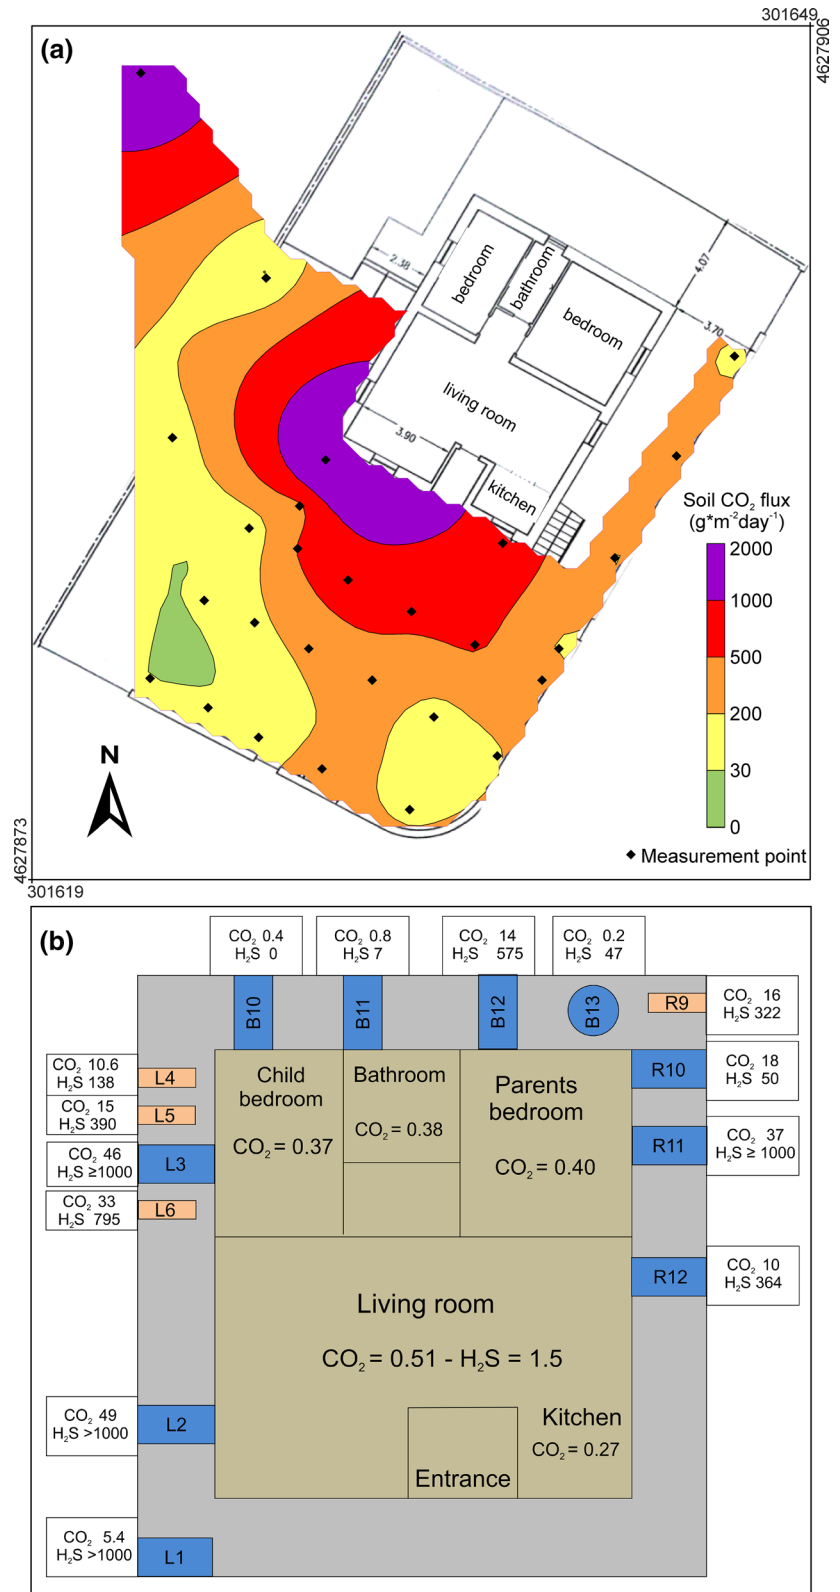 301649
4627906
(a)
2.38
bedroom
bathroom
bedroom
4.07
3.70
living room
3.90
kitchen
Soil CO₂ flux
(g*m⁻²day⁻¹)
2000
1000
500
200
30
0
N
Measurement point
4627873
301619
(b)
CO₂ 0.4
H₂S 0
CO₂ 0.8
H₂S 7
CO₂ 14
H₂S 575
CO₂ 0.2
H₂S 47
B10
B11
B12
B13
R9
CO₂ 16
H₂S 322
CO₂ 10.6
H₂S 138
L4
CO₂ 15
H₂S 390
L5
CO₂ 46
H₂S ≥1000
L3
CO₂ 33
H₂S 795
L6
Child
bedroom
CO₂ = 0.37
Bathroom
CO₂ = 0.38
Parents
bedroom
CO₂ = 0.40
R10
CO₂ 18
H₂S 50
R11
CO₂ 37
H₂S ≥ 1000
R12
CO₂ 10
H₂S 364
Living room
CO₂ = 0.51 - H₂S = 1.5
CO₂ 49
H₂S >1000
L2
Kitchen
CO₂ = 0.27
Entrance
CO₂ 5.4
H₂S >1000
L1